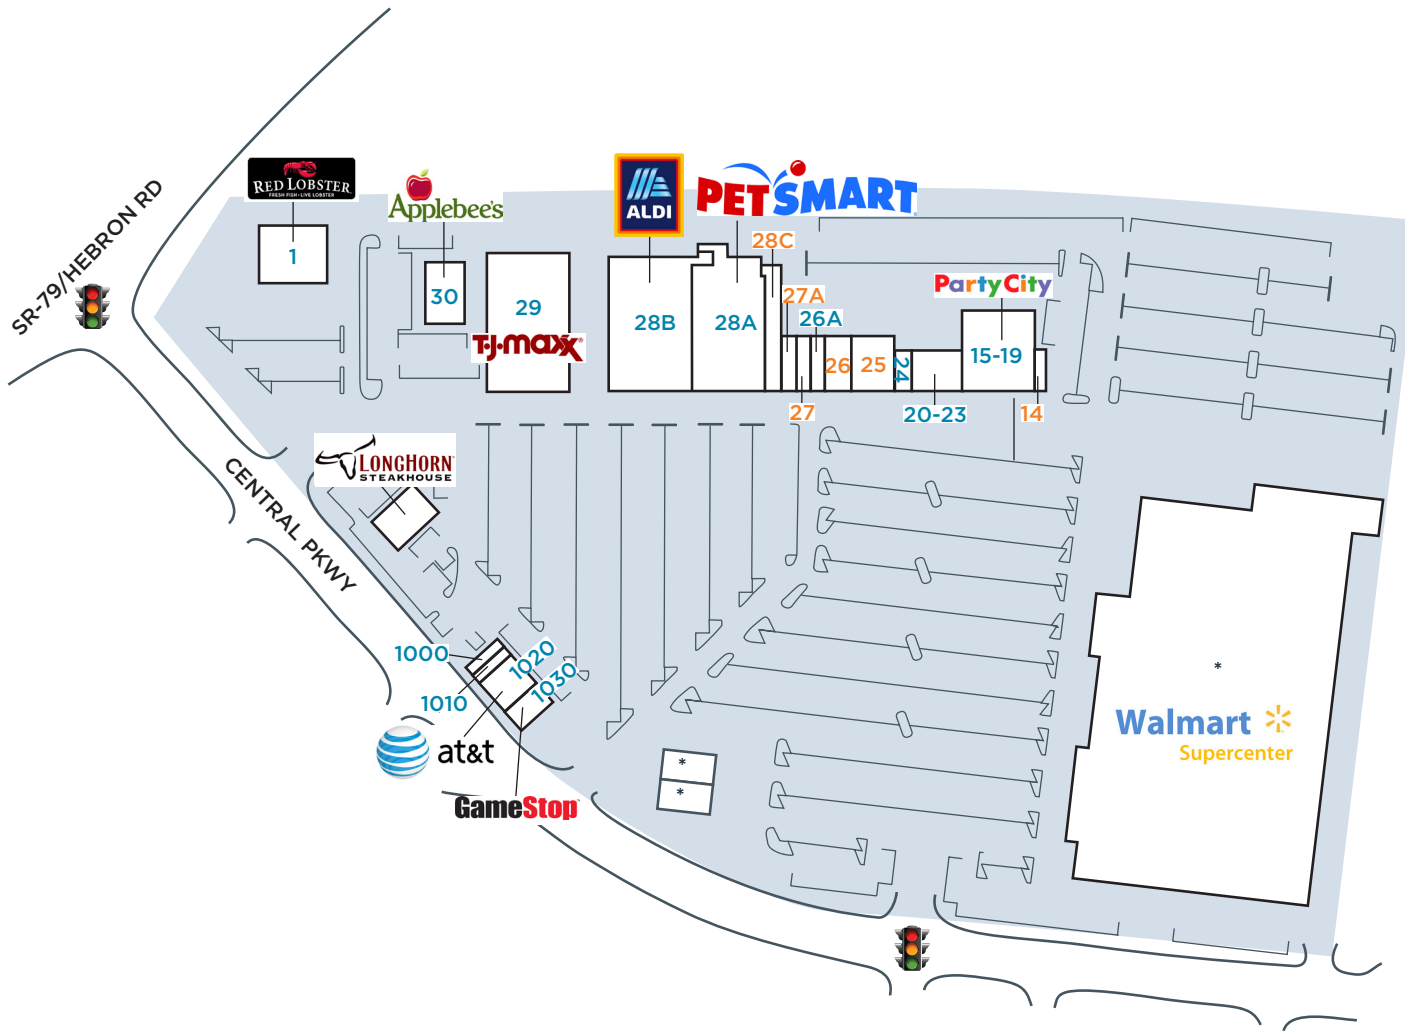 SR-79/HEBRON RD
RED LOBSTER
FRESH FISH • LIVE LOBSTER
1
Applebee's
30
29
T•J•maxx®
ALDI
28B
PETSMART
28A
28C
27A
26A
27
26
25
24
20-23
PartyCity
15-19
14
LONGHORN
STEAKHOUSE
CENTRAL PKWY
1000
1010
1020
1030
at&t
GameStop
*
*
*
Walmart
Supercenter